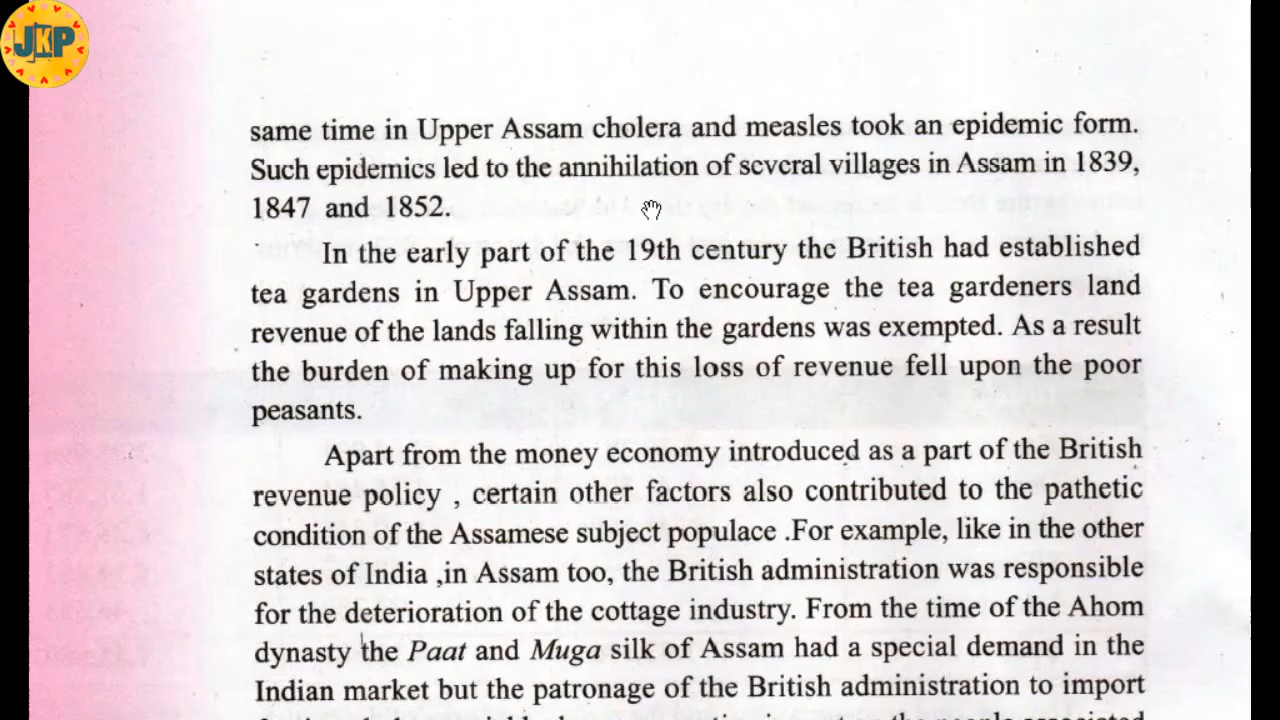 JKP
same time in Upper Assam cholera and measles took an epidemic form.
Such epidemics led to the annihilation of several villages in Assam in 1839,
1847 and 1852.
In the early part of the 19th century the British had established
tea gardens in Upper Assam. To encourage the tea gardeners land
revenue of the lands falling within the gardens was exempted. As a result
the burden of making up for this loss of revenue fell upon the poor
peasants.
Apart from the money economy introduced as a part of the British
revenue policy , certain other factors also contributed to the pathetic
condition of the Assamese subject populace .For example, like in the other
states of India ,in Assam too, the British administration was responsible
for the deterioration of the cottage industry. From the time of the Ahom
dynasty the Paat and Muga silk of Assam had a special demand in the
Indian market but the patronage of the British administration to import